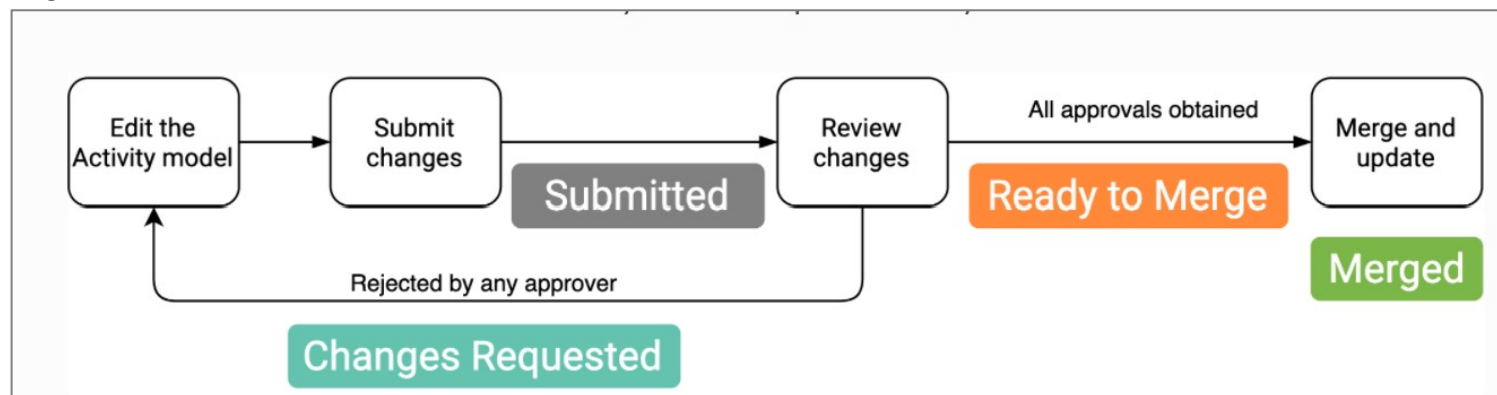 Edit the
Activity model
Submit
changes
Submitted
Review
changes
All approvals obtained
Ready to Merge
Merge and
update
Merged
Rejected by any approver
Changes Requested